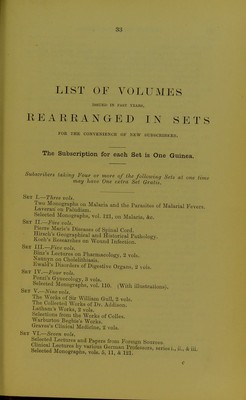 33
LIST OF VOLUMES
ISSUED IN PAST YEARS,
REARRANGED IN SETS
FOR THE CONVENIENCE OF NEW SUBSCRIBERS.
The Subscription for each Set is One Guinea.
Subscribers taking Four or more of the following Sets at one time
may have One extra Set Gratis.
SET I.—Three vols.
Two Monographs on Malaria and the Parasites of Malarial Fevers.
Laveran on Paludism.
Selected Monographs, vol. 121, on Malaria, &c.
SET II.—Five vols.
Pierre Marie's Diseases of Spinal Cord.
Hirsch's Geographical and Historical Pathology.
Koch's Researches on Wound Infection.
SET III.—Five vols.
Binz's Lectures on Pharmacology, 2 vols.
Naunyn on Cholelithiasis.
Ewald's Disorders of Digestive Organs, 2 vols.
SET IV.—Four vols.
Pozzi's Gynæcology, 3 vols.
Selected Monographs, vol. 110. (With illustrations).
SET V.—Nine vols.
The Works of Sir William Gull, 2 vols.
The Collected Works of Dr. Addison.
Latham's Works, 2 vols.
Selections from the Works of Cullen.
Warburton Begbie's Works.
Graves's Clinical Medicine, 2 vols.
SET VI.—Seven vols.
Selected Lectures and Papers from Foreign Sources.
Clinical Lectures by various German Professors, series i., ii., & iii.
Selected Monographs, vols. 5, 11, & 121.